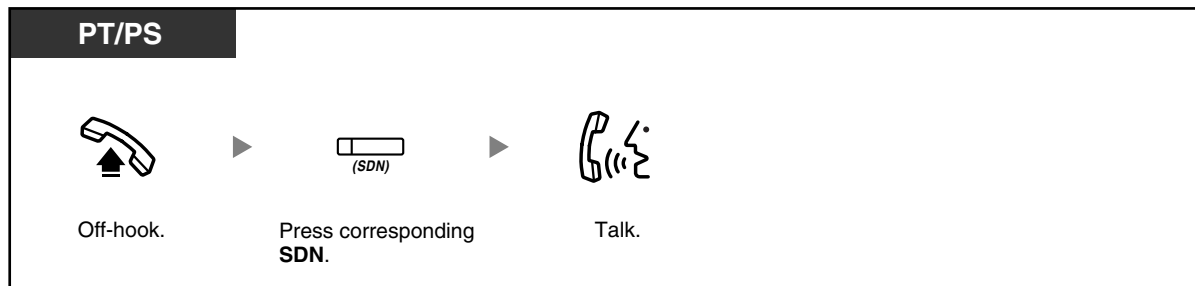 PT/PS
(SDN)
Off-hook.
Press corresponding
SDN.
Talk.